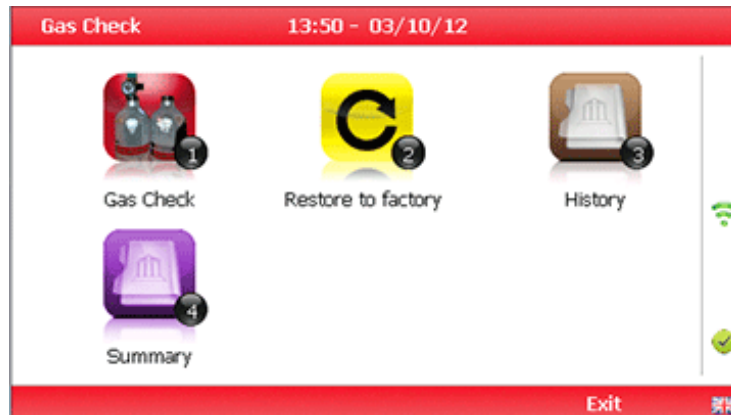 Gas Check 13:50 - 03/10/12
1 2 3
Gas Check Restore to factory History
4
Summary
Exit